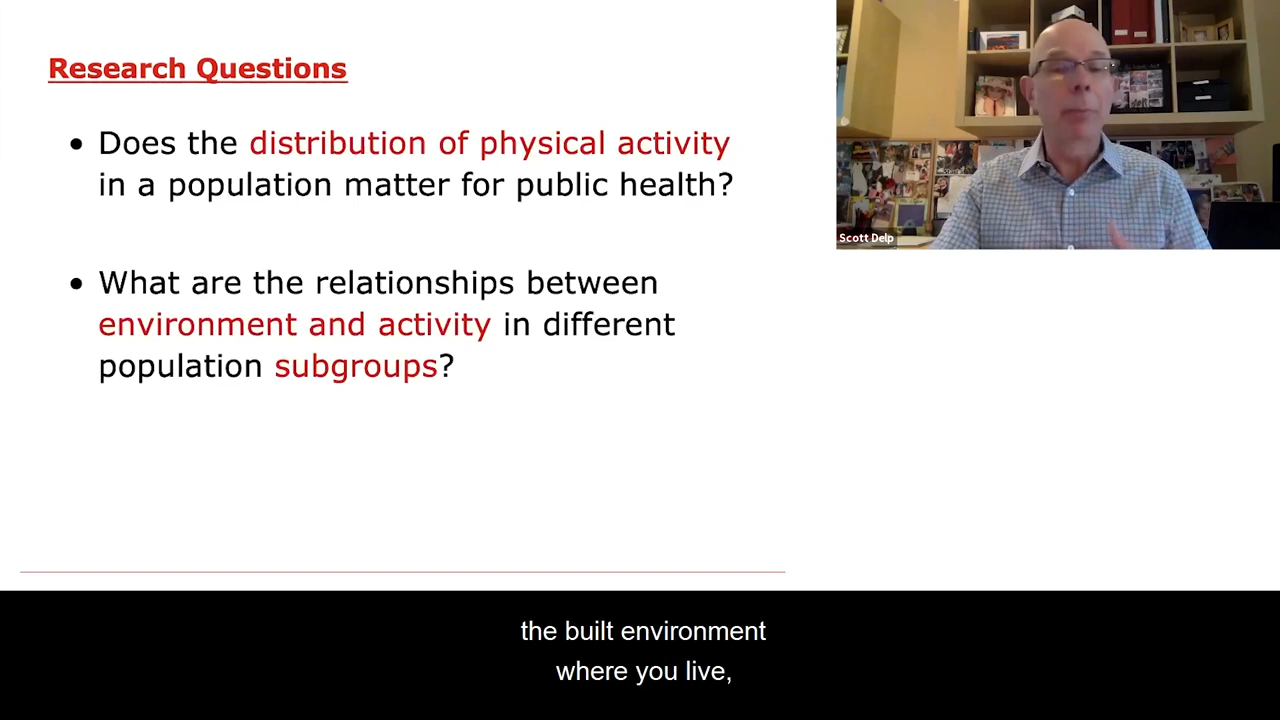 Research Questions
• Does the distribution of physical activity
in a population matter for public health?
• What are the relationships between
environment and activity in different
population subgroups?
Scott Delp
the built environment
where you live,